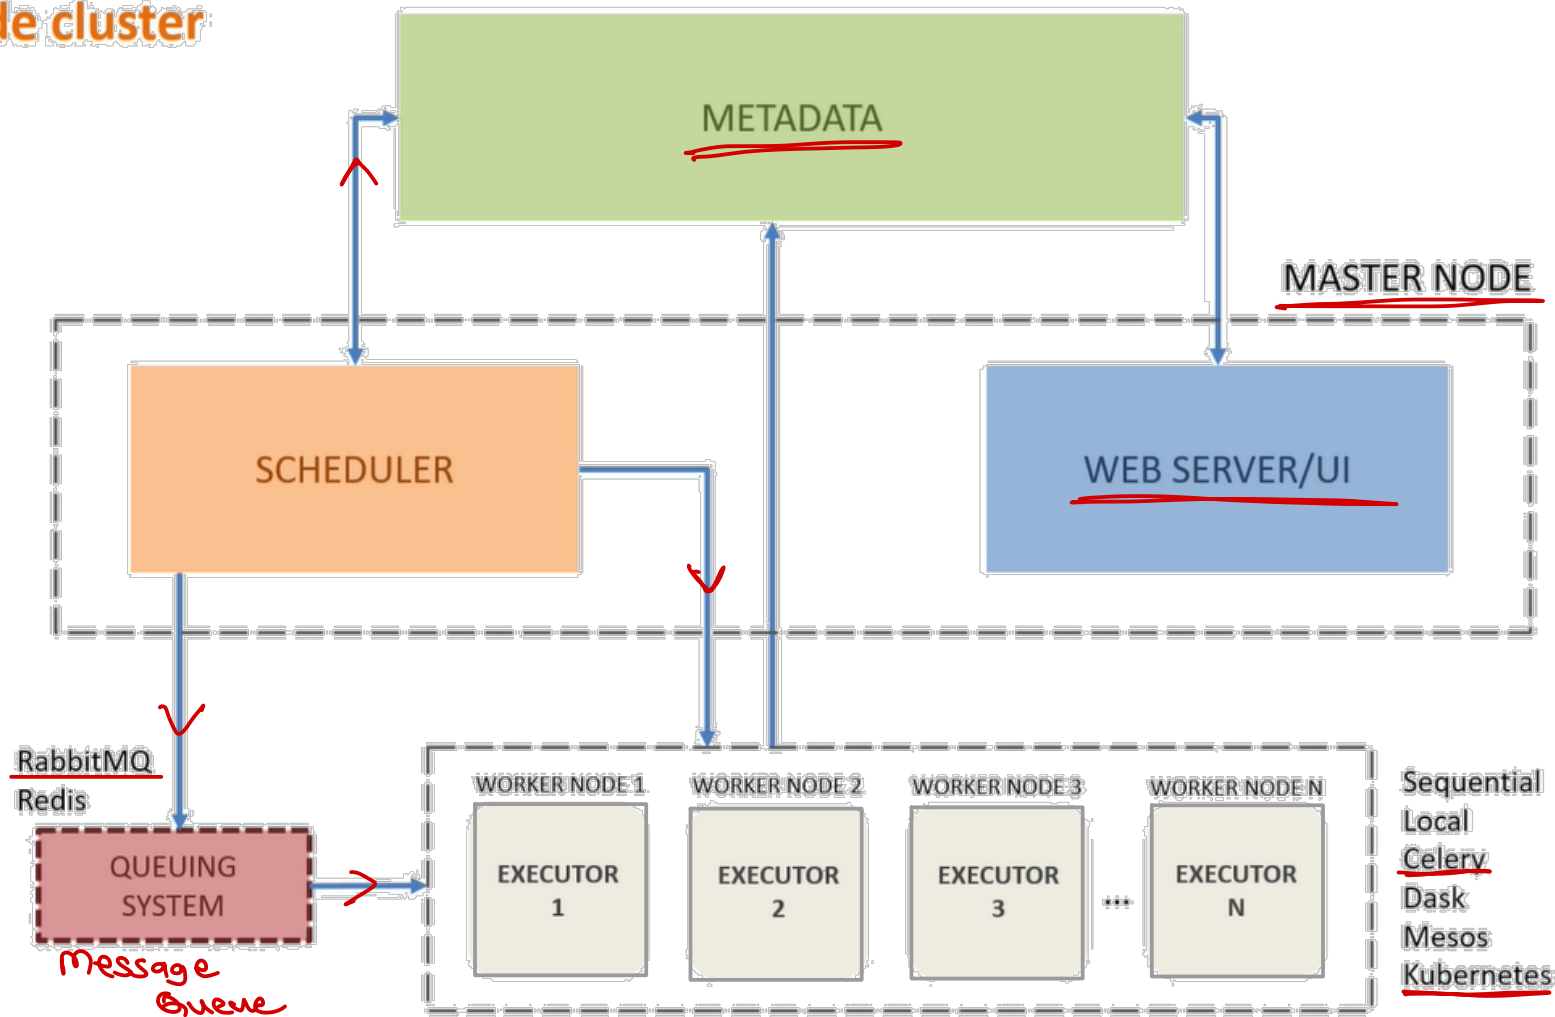 de cluster
METADATA
MASTER NODE
SCHEDULER
WEB SERVER/UI
RabbitMQ
Redis
QUEUING
SYSTEM
Message
Queue
WORKER NODE 1
EXECUTOR
1
WORKER NODE 2
EXECUTOR
2
WORKER NODE 3
EXECUTOR
3
...
WORKER NODE N
EXECUTOR
N
Sequential
Local
Celery
Dask
Mesos
Kubernetes